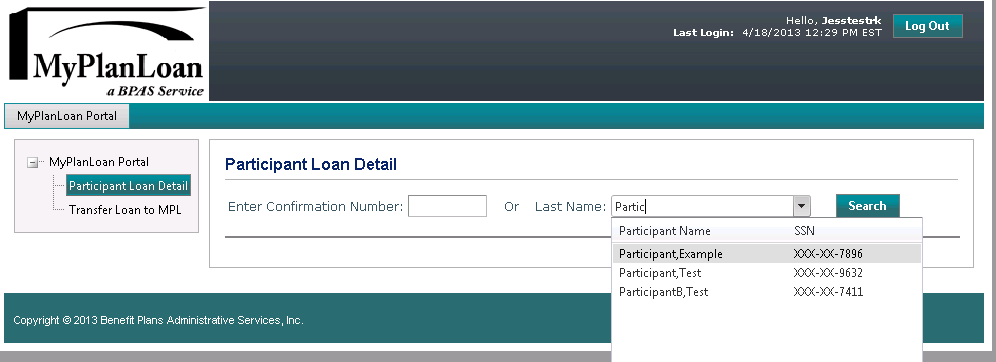 MyPlanLoan
a BPAS Service
Hello, Jesstestrk
Last Login: 4/18/2013 12:29 PM EST
Log Out
MyPlanLoan Portal
MyPlanLoan Portal
Participant Loan Detail
Transfer Loan to MPL
Participant Loan Detail
Enter Confirmation Number: Or Last Name: Partic Search
Participant Name SSN
Participant,Example XXX-XX-7896
Participant,Test XXX-XX-9632
ParticipantB,Test XXX-XX-7411
Copyright © 2013 Benefit Plans Administrative Services, Inc.